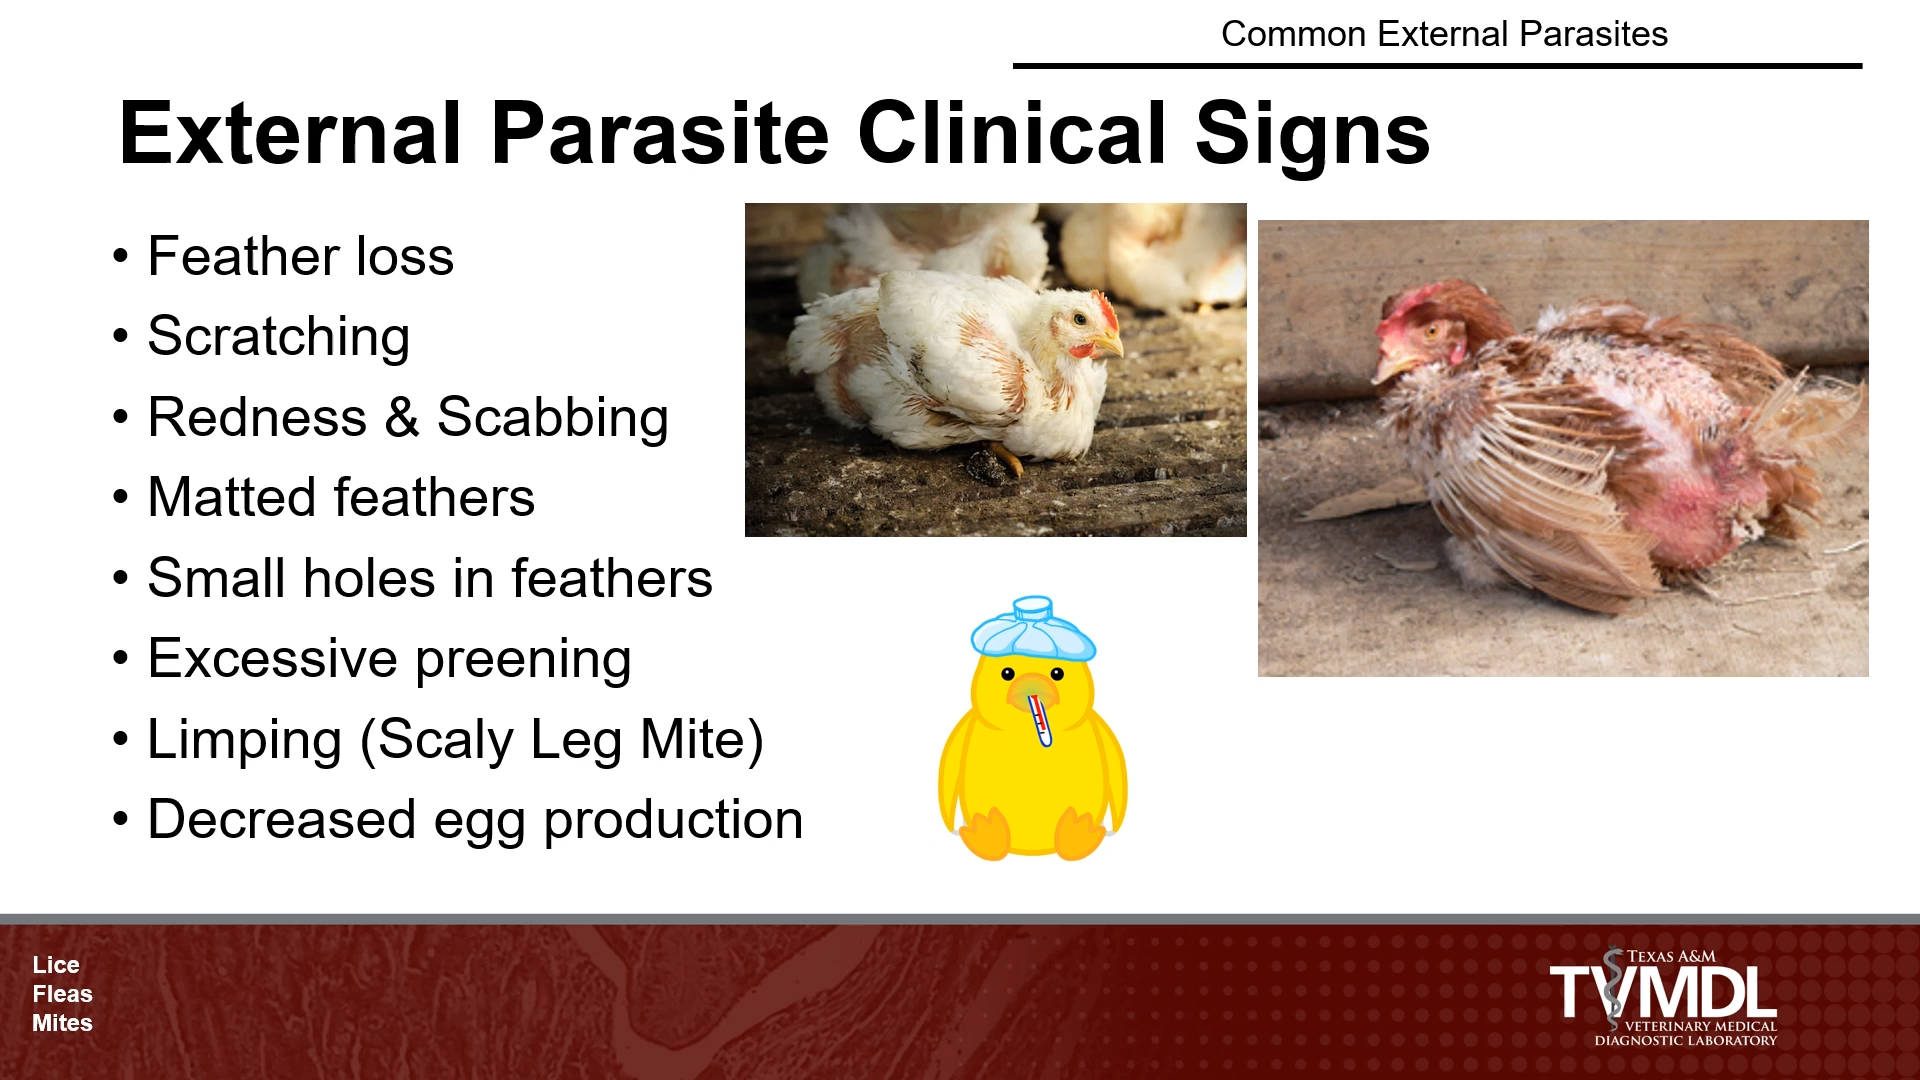 Common External Parasites
External Parasite Clinical Signs
• Feather loss
• Scratching
• Redness & Scabbing
• Matted feathers
• Small holes in feathers
• Excessive preening
• Limping (Scaly Leg Mite)
• Decreased egg production
Lice
Fleas
Mites
TEXAS A&M
TVMDL
VETERINARY MEDICAL
DIAGNOSTIC LABORATORY